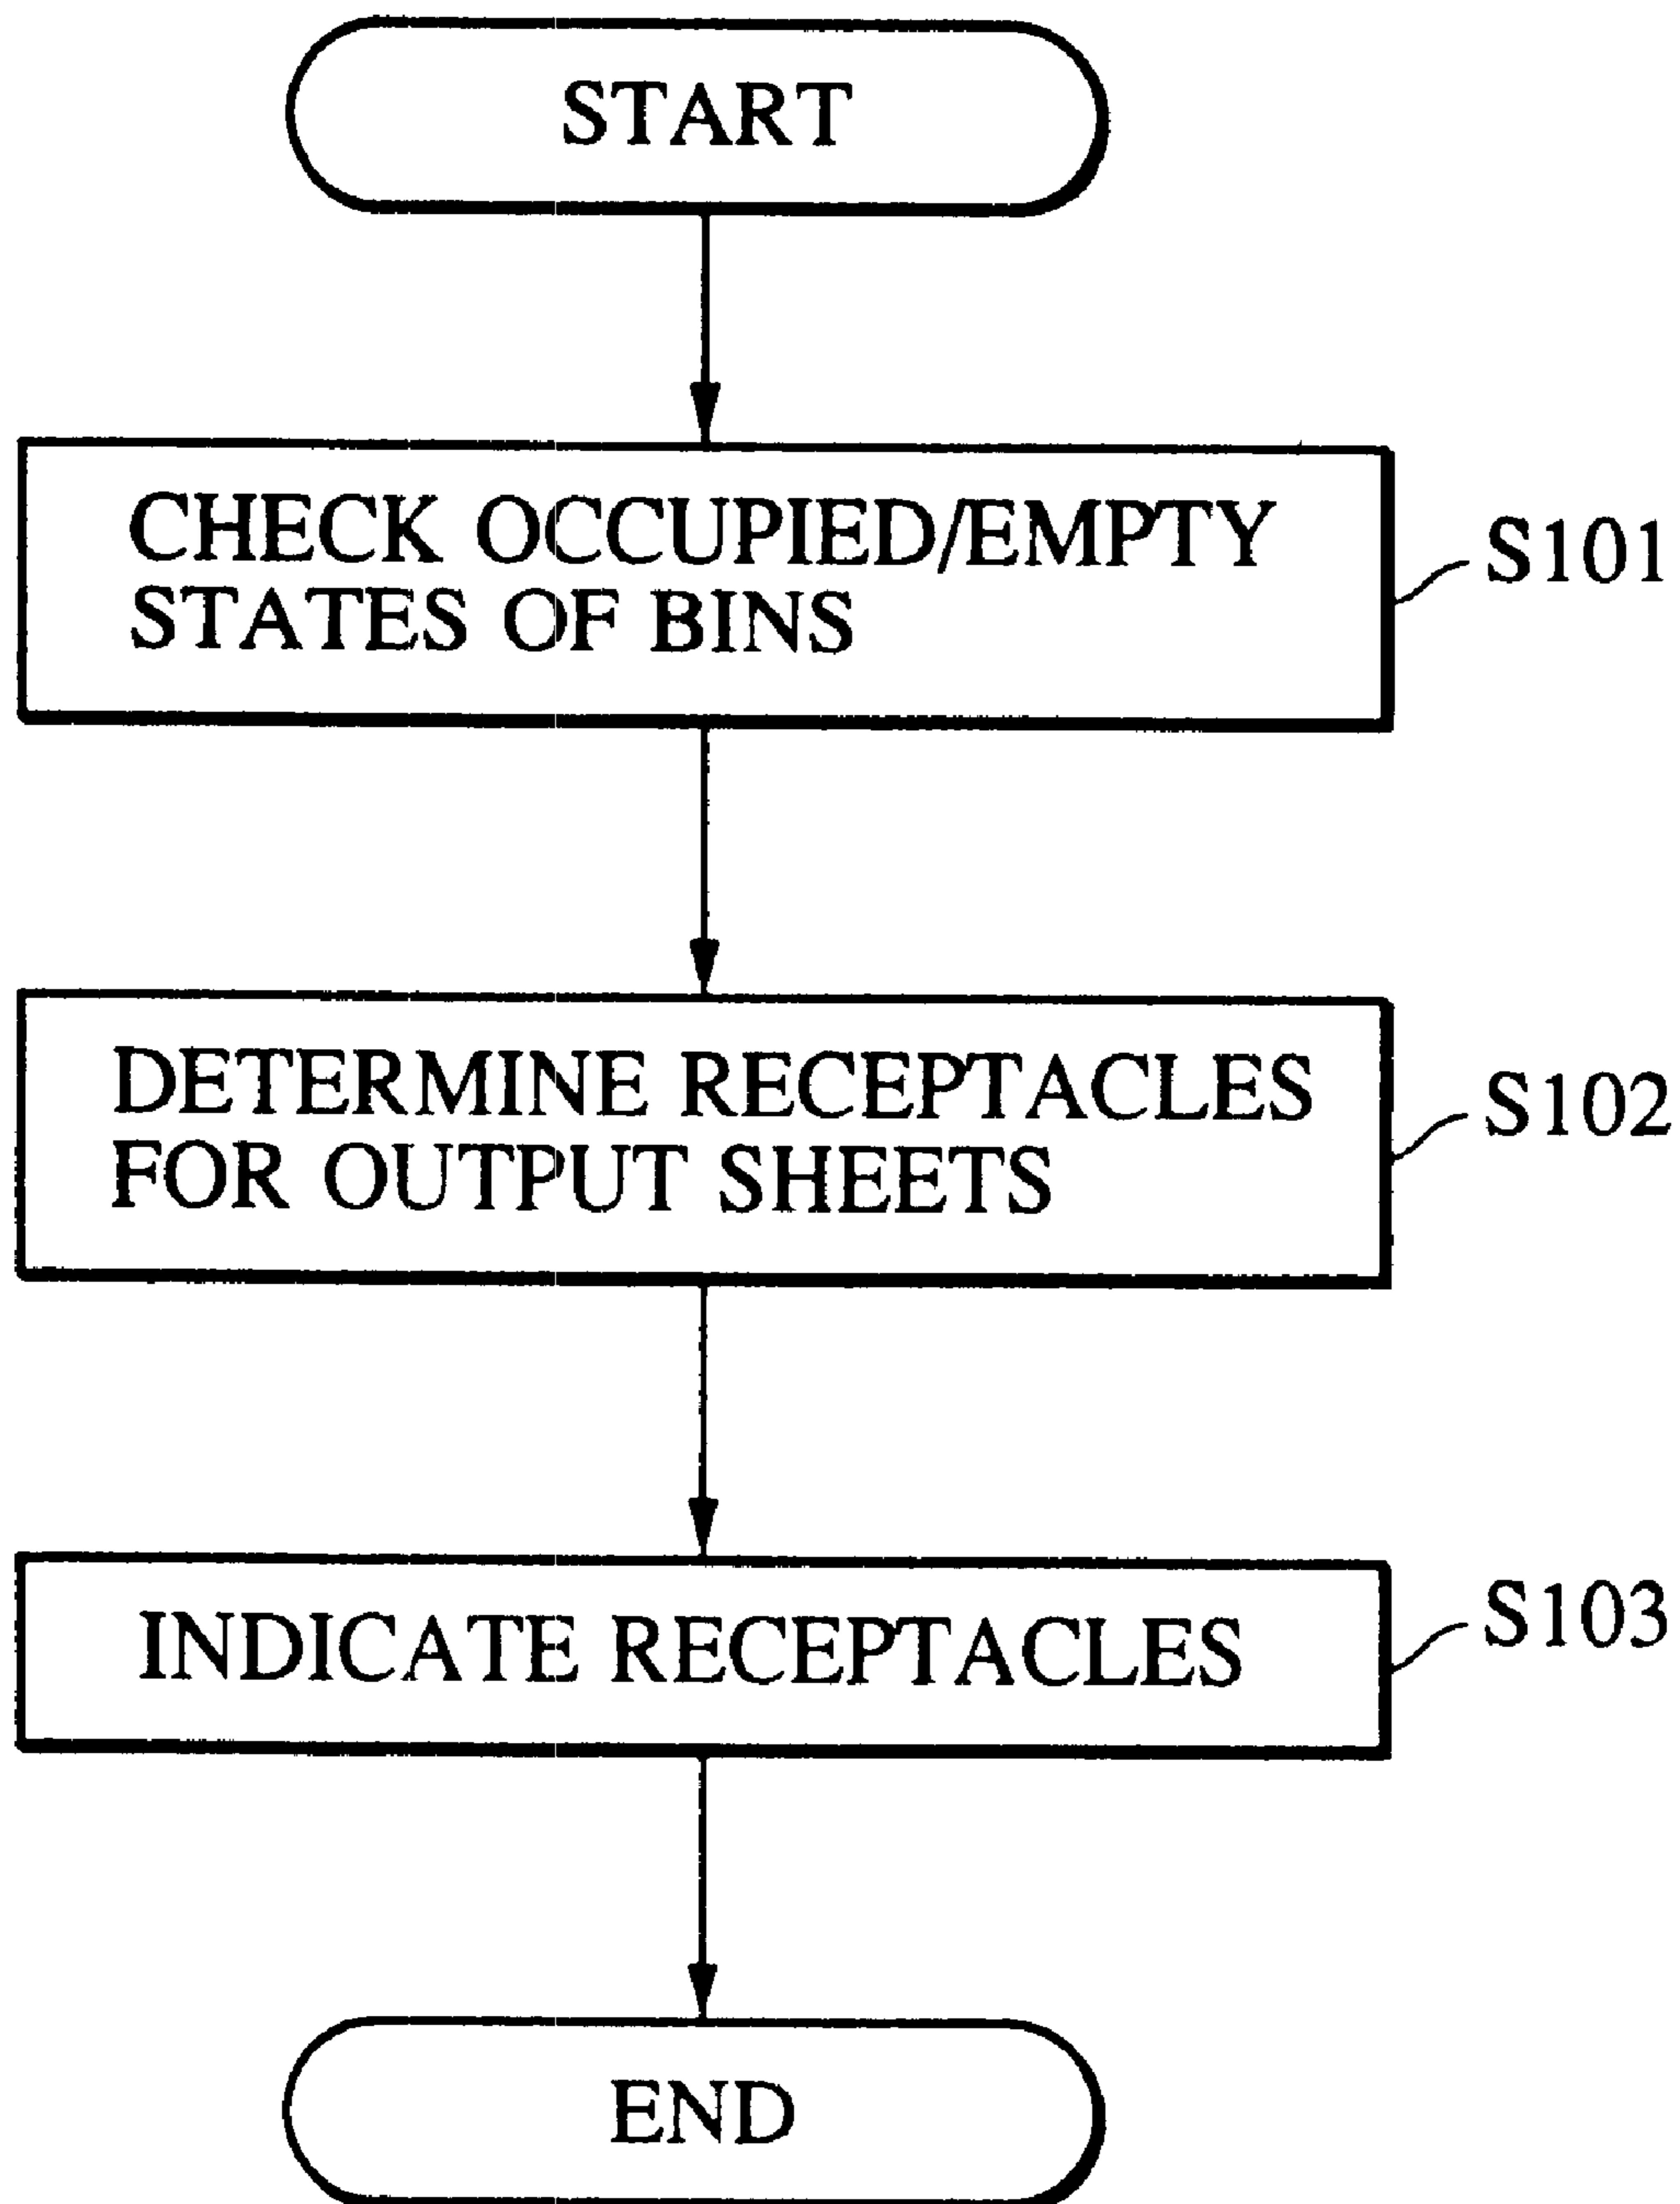 START
CHECK OCCUPIED/EMPTY
STATES OF BINS
S101
DETERMINE RECEPTACLES
FOR OUTPUT SHEETS
S102
INDICATE RECEPTACLES
S103
END